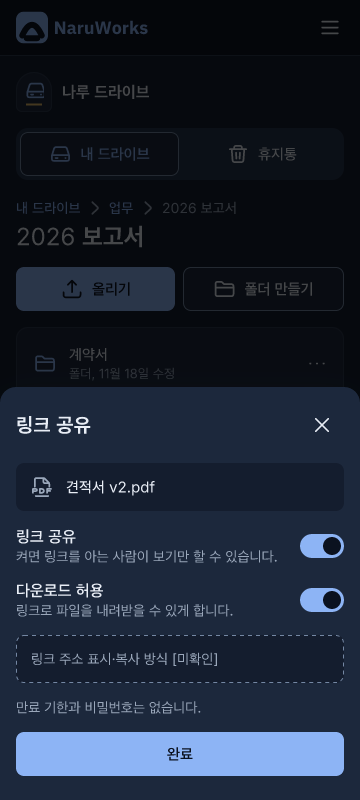 NaruWorks
나루 드라이브
내 드라이브
휴지통
내 드라이브 > 업무 > 2026 보고서
2026 보고서
올리기
폴더 만들기
계약서
폴더, 11월 18일 수정
링크 공유
PDF
견적서 v2.pdf
링크 공유
켜면 링크를 아는 사람이 보기만 할 수 있습니다.
다운로드 허용
링크로 파일을 내려받을 수 있게 합니다.
링크 주소 표시·복사 방식 [미확인]
만료 기한과 비밀번호는 없습니다.
완료